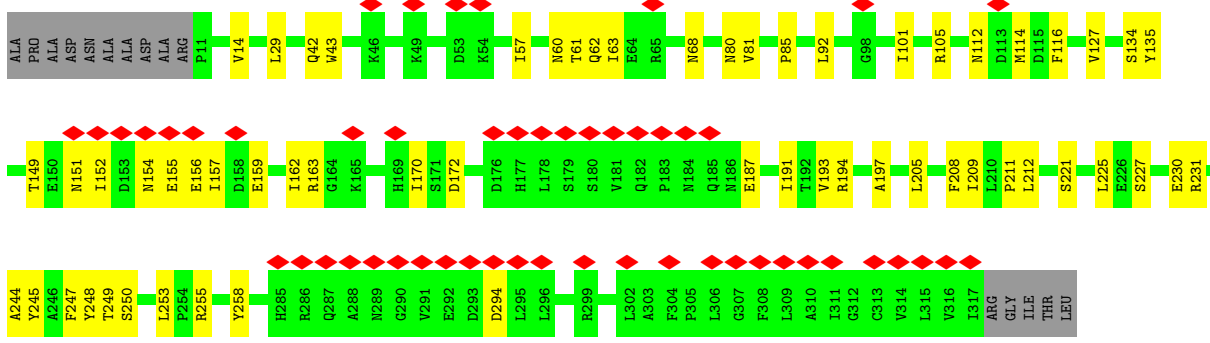 ALA PRO ALA ASP ASN ALA ALA ASP ALA ARG P11 V14 L29 Q42 W43 K46 K49 D53 K54 I57 N60 T61 Q62 I63 E64 R65 N68 N80 V81 P85 L92 G98 I101 R105 N112 D113 M114 D115 F116 V127 S134 Y135
T149 E150 N151 I152 D153 N154 E155 E156 I157 D158 E159 I162 R163 G164 K165 H169 I170 S171 D172 D176 H177 L178 S179 S180 V181 Q182 P183 N184 Q185 N186 E187 I191 T192 V193 R194 A197 L205 F208 I209 L210 P211 L212 S221 L225 E226 S227 E230 R231
A244 Y245 A246 F247 Y248 T249 S250 L253 P254 R255 Y258 H285 R286 Q287 A288 N289 G290 V291 E292 D293 D294 L295 L296 R299 L302 A303 F304 P305 L306 G307 F308 L309 A310 I311 G312 C313 V314 L315 V316 I317 ARG GLY ILE THR LEU